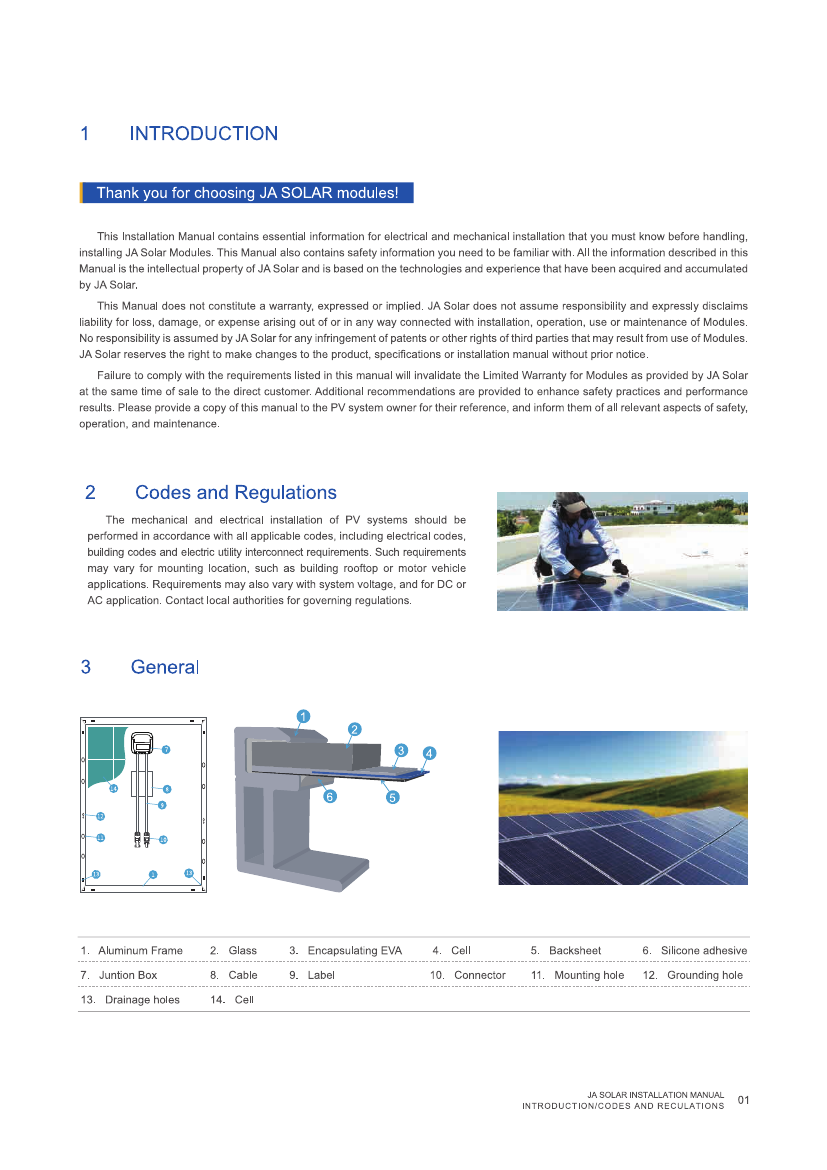 1 INTRODUCTION
Thank you for choosing JA SOLAR modules!
This Installation Manual contains essential information for electrical and mechanical installation that you must know before handling,
installing JA Solar Modules. This Manual also contains safety information you need to be familiar with. All the information described in this
Manual is the intellectual property of JA Solar and is based on the technologies and experience that have been acquired and accumulated
by JA Solar.
This Manual does not constitute a warranty, expressed or implied. JA Solar does not assume responsibility and expressly disclaims
liability for loss, damage, or expense arising out of or in any way connected with installation, operation, use or maintenance of Modules.
No responsibility is assumed by JA Solar for any infringement of patents or other rights of third parties that may result from use of Modules.
JA Solar reserves the right to make changes to the product, specifications or installation manual without prior notice.
Failure to comply with the requirements listed in this manual will invalidate the Limited Warranty for Modules as provided by JA Solar
at the same time of sale to the direct customer. Additional recommendations are provided to enhance safety practices and performance
results. Please provide a copy of this manual to the PV system owner for their reference, and inform them of all relevant aspects of safety,
operation, and maintenance.
2 Codes and Regulations
The mechanical and electrical installation of PV systems should be
performed in accordance with all applicable codes, including electrical codes,
building codes and electric utility interconnect requirements. Such requirements
may vary for mounting location, such as building rooftop or motor vehicle
applications. Requirements may also vary with system voltage, and for DC or
AC application. Contact local authorities for governing regulations.
3 General
7
14
8
9
12
11
10
13
1
13
1
2
3
4
6
5
1. Aluminum Frame 2. Glass 3. Encapsulating EVA 4. Cell 5. Backsheet 6. Silicone adhesive
7. Juntion Box 8. Cable 9. Label 10. Connector 11. Mounting hole 12. Grounding hole
13. Drainage holes 14. Cell
JA SOLAR INSTALLATION MANUAL
INTRODUCTION/CODES AND RECULATIONS 01